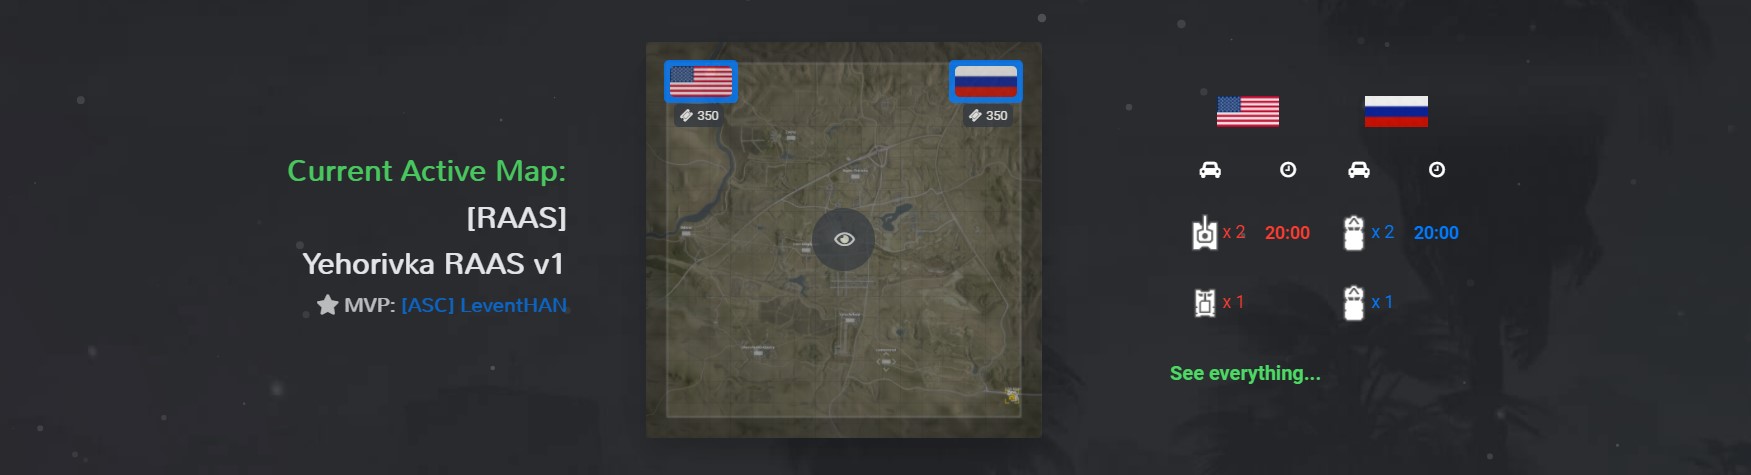 Current Active Map:
[RAAS]
Yehorivka RAAS v1
MVP: [ASC] LeventHAN
350
350
x 2 20:00 x 2 20:00
x 1 x 1
See everything...